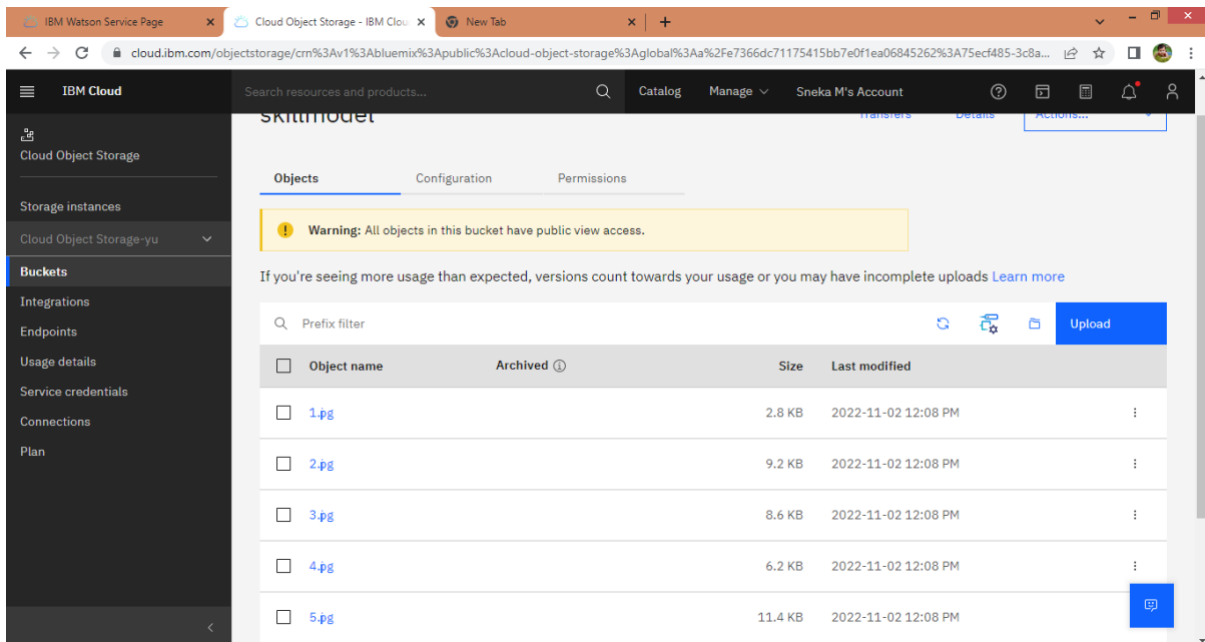 IBM Watson Service Page
Cloud Object Storage - IBM Clou
New Tab
cloud.ibm.com/objectstorage/crn%3Av1%3Abluemix%3Apublic%3Acloud-object-storage%3Aglobal%3Aa%2Fe7366dc71175415bb7e0f1ea06845262%3A75ecf485-3c8a...
IBM Cloud
Search resources and products...
Catalog
Manage
Sneka M's Account
Cloud Object Storage
Storage instances
Cloud Object Storage-yu
Buckets
Integrations
Endpoints
Usage details
Service credentials
Connections
Plan
skillmodel
Transfers
Details
Actions...
Objects
Configuration
Permissions
Warning: All objects in this bucket have public view access.
If you're seeing more usage than expected, versions count towards your usage or you may have incomplete uploads Learn more
Prefix filter
Upload
Object name Archived Size Last modified
1.jpg 2.8 KB 2022-11-02 12:08 PM
2.jpg 9.2 KB 2022-11-02 12:08 PM
3.jpg 8.6 KB 2022-11-02 12:08 PM
4.jpg 6.2 KB 2022-11-02 12:08 PM
5.jpg 11.4 KB 2022-11-02 12:08 PM